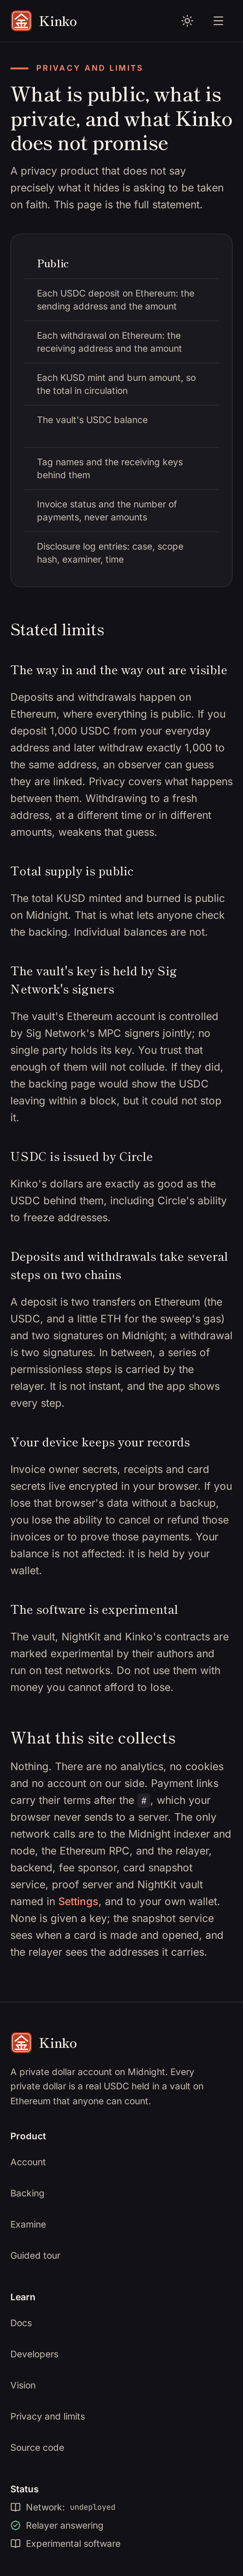 金 Kinko
PRIVACY AND LIMITS
What is public, what is
private, and what Kinko
does not promise
A privacy product that does not say
precisely what it hides is asking to be taken
on faith. This page is the full statement.
Public
Each USDC deposit on Ethereum: the
sending address and the amount
Each withdrawal on Ethereum: the
receiving address and the amount
Each KUSD mint and burn amount, so
the total in circulation
The vault's USDC balance
Tag names and the receiving keys
behind them
Invoice status and the number of
payments, never amounts
Disclosure log entries: case, scope
hash, examiner, time
Stated limits
The way in and the way out are visible
Deposits and withdrawals happen on
Ethereum, where everything is public. If you
deposit 1,000 USDC from your everyday
address and later withdraw exactly 1,000 to
the same address, an observer can guess
they are linked. Privacy covers what happens
between them. Withdrawing to a fresh
address, at a different time or in different
amounts, weakens that guess.
Total supply is public
The total KUSD minted and burned is public
on Midnight. That is what lets anyone check
the backing. Individual balances are not.
The vault's key is held by Sig
Network's signers
The vault's Ethereum account is controlled
by Sig Network's MPC signers jointly; no
single party holds its key. You trust that
enough of them will not collude. If they did,
the backing page would show the USDC
leaving within a block, but it could not stop
it.
USDC is issued by Circle
Kinko's dollars are exactly as good as the
USDC behind them, including Circle's ability
to freeze addresses.
Deposits and withdrawals take several
steps on two chains
A deposit is two transfers on Ethereum (the
USDC, and a little ETH for the sweep's gas)
and two signatures on Midnight; a withdrawal
is two signatures. In between, a series of
permissionless steps is carried by the
relayer. It is not instant, and the app shows
every step.
Your device keeps your records
Invoice owner secrets, receipts and card
secrets live encrypted in your browser. If you
lose that browser's data without a backup,
you lose the ability to cancel or refund those
invoices or to prove those payments. Your
balance is not affected: it is held by your
wallet.
The software is experimental
The vault, NightKit and Kinko's contracts are
marked experimental by their authors and
run on test networks. Do not use them with
money you cannot afford to lose.
What this site collects
Nothing. There are no analytics, no cookies
and no account on our side. Payment links
carry their terms after the #, which your
browser never sends to a server. The only
network calls are to the Midnight indexer and
node, the Ethereum RPC, and the relayer,
backend, fee sponsor, card snapshot
service, proof server and NightKit vault
named in Settings, and to your own wallet.
None is given a key; the snapshot service
sees when a card is made and opened, and
the relayer sees the addresses it carries.
金 Kinko
A private dollar account on Midnight. Every
private dollar is a real USDC held in a vault on
Ethereum that anyone can count.
Product
Account
Backing
Examine
Guided tour
Learn
Docs
Developers
Vision
Privacy and limits
Source code
Status
Network: undeployed
Relayer answering
Experimental software